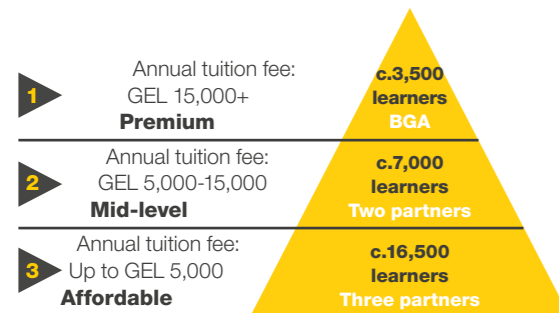 1
Annual tuition fee:
GEL 15,000+
Premium
c.3,500
learners
BGA
2
Annual tuition fee:
GEL 5,000-15,000
Mid-level
c.7,000
learners
Two partners
3
Annual tuition fee:
Up to GEL 5,000
Affordable
c.16,500
learners
Three partners